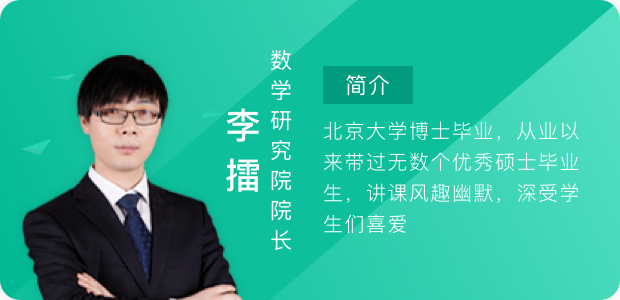 李擂
数学研究院院长
简介
北京大学博士毕业，从业以
来带过无数个优秀硕士毕业
生，讲课风趣幽默，深受学
生们喜爱